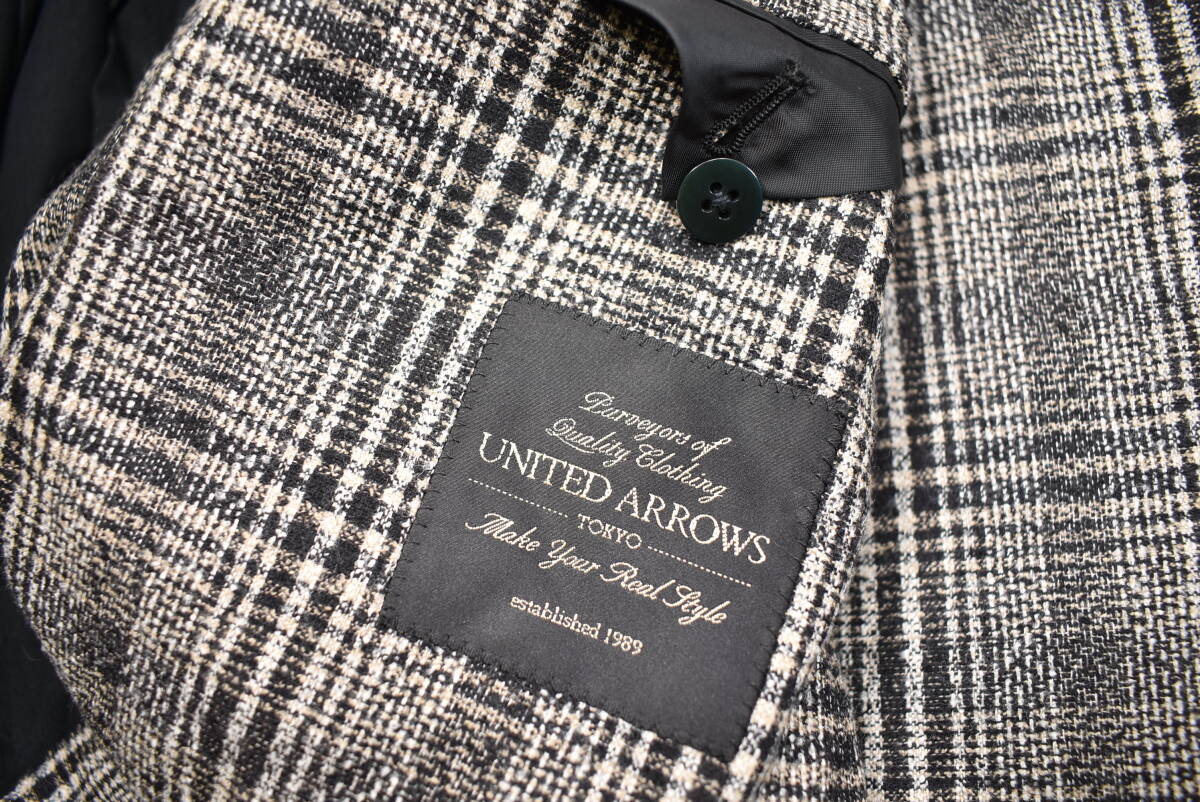 Purveyors of
Quality Clothing
UNITED ARROWS
TOKYO
Make Your Real Style
established 1989